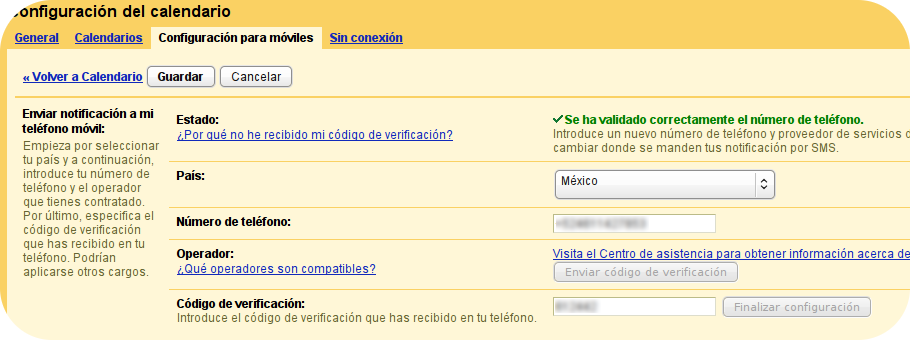 onfiguración del calendario
General Calendarios Configuración para móviles Sin conexión
« Volver a Calendario Guardar Cancelar
Enviar notificación a mi
teléfono móvil:
Empieza por seleccionar
tu país y a continuación,
introduce tu número de
teléfono y el operador
que tienes contratado.
Por último, especifica el
código de verificación
que has recibido en tu
teléfono. Podrían
aplicarse otros cargos.
Estado:
¿Por qué no he recibido mi código de verificación?
Se ha validado correctamente el número de teléfono.
Introduce un nuevo número de teléfono y proveedor de servicios
cambiar donde se manden tus notificación por SMS.
País:
México
Número de teléfono:
Operador:
¿Qué operadores son compatibles?
Visita el Centro de asistencia para obtener información acerca de
Enviar código de verificación
Código de verificación:
Introduce el código de verificación que has recibido en tu teléfono.
Finalizar configuración